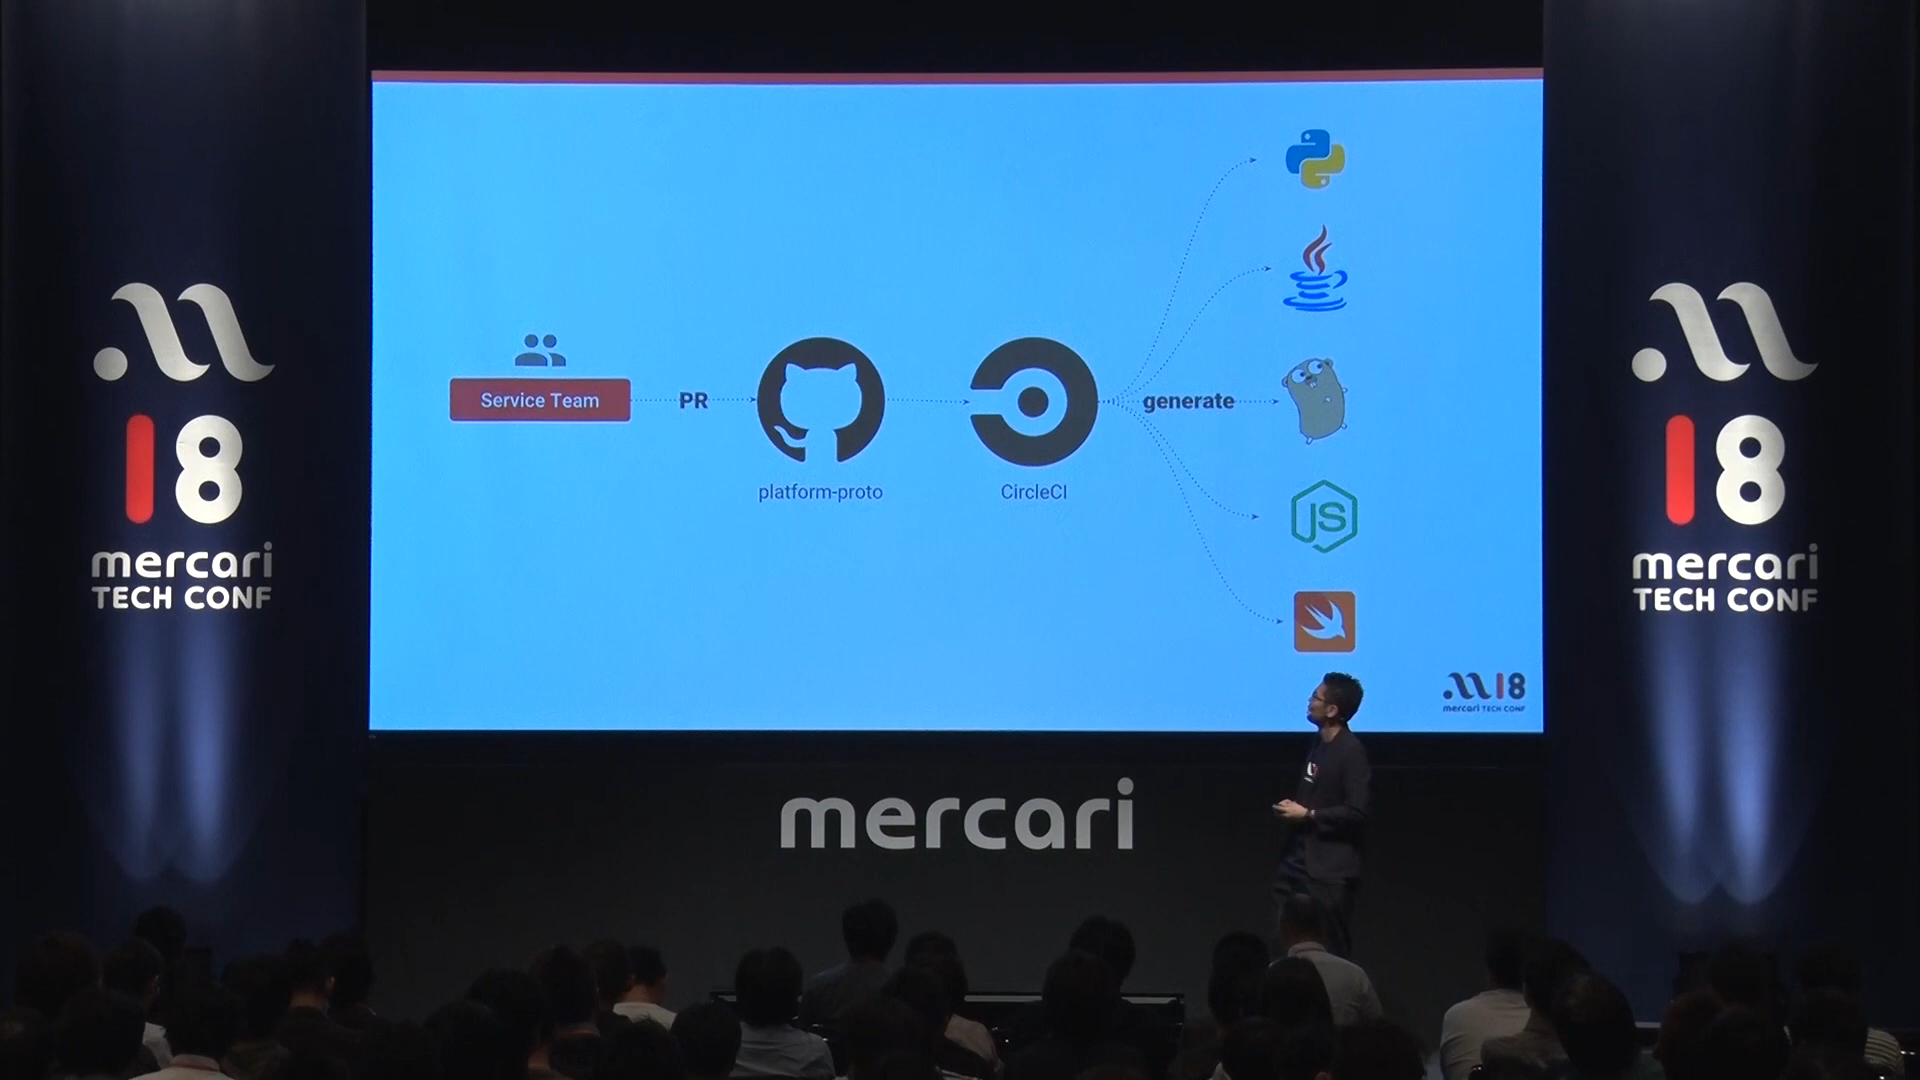 18
mercari
TECH CONF
Service Team
PR
platform-proto
CircleCI
generate
JS
18
mercari TECH CONF
mercari
18
mercari
TECH CONF